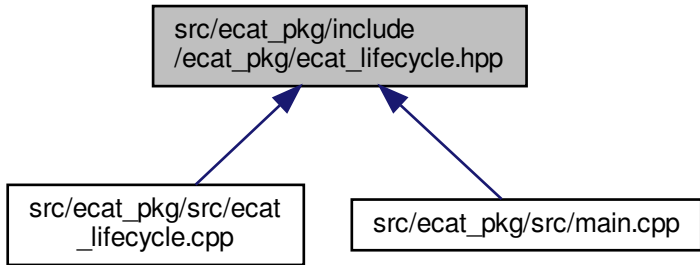 src/ecat_pkg/include
/ecat_pkg/ecat_lifecycle.hpp
src/ecat_pkg/src/ecat
_lifecycle.cpp
src/ecat_pkg/src/main.cpp